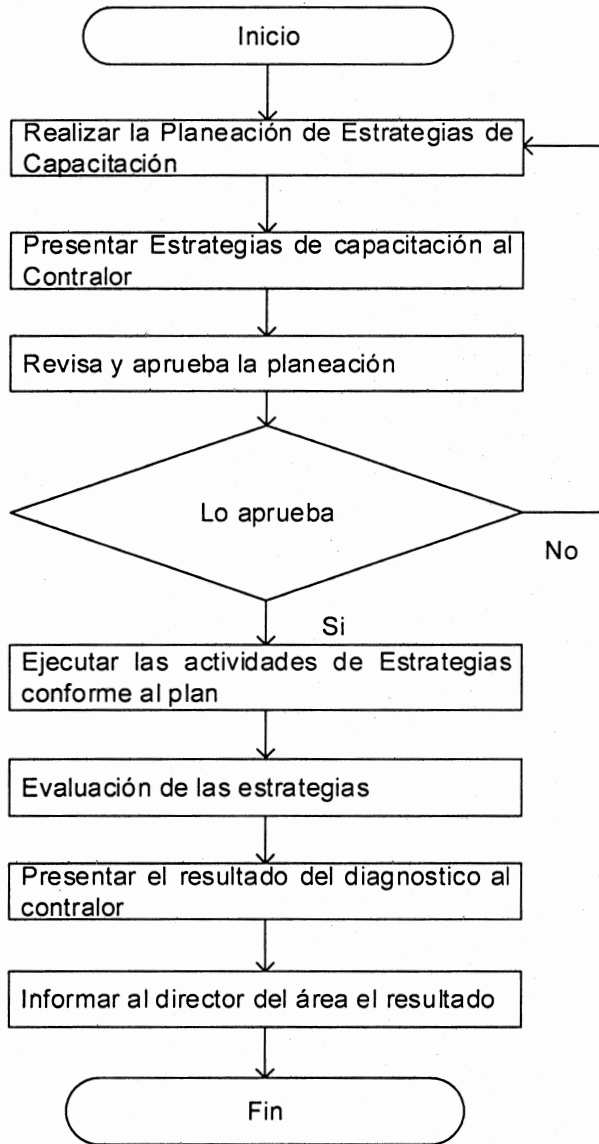 Inicio
Realizar la Planeación de Estrategias de
Capacitación
Presentar Estrategias de capacitación al
Contralor
Revisa y aprueba la planeación
Lo aprueba
No
Si
Ejecutar las actividades de Estrategias
conforme al plan
Evaluación de las estrategias
Presentar el resultado del diagnostico al
contralor
Informar al director del área el resultado
Fin